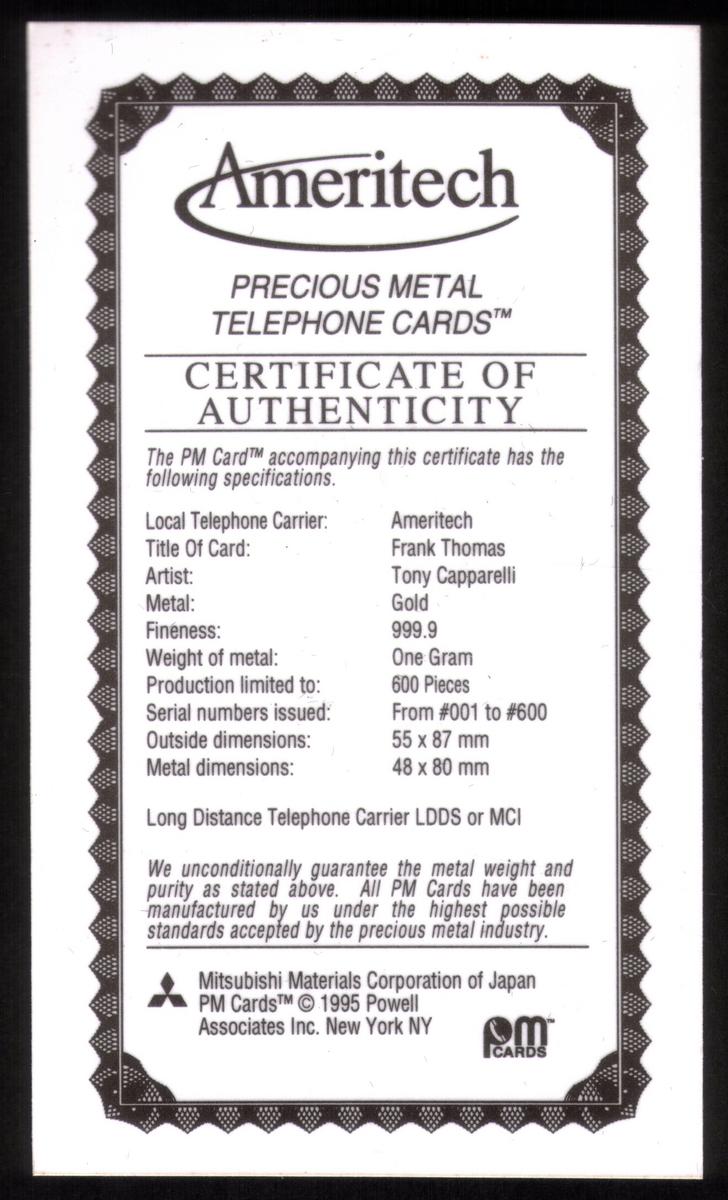 Ameritech
PRECIOUS METAL
TELEPHONE CARDS™
CERTIFICATE OF
AUTHENTICITY
The PM Card™ accompanying this certificate has the
following specifications.
Local Telephone Carrier: Ameritech
Title Of Card: Frank Thomas
Artist: Tony Capparelli
Metal: Gold
Fineness: 999.9
Weight of metal: One Gram
Production limited to: 600 Pieces
Serial numbers issued: From #001 to #600
Outside dimensions: 55 x 87 mm
Metal dimensions: 48 x 80 mm
Long Distance Telephone Carrier LDDS or MCI
We unconditionally guarantee the metal weight and
purity as stated above. All PM Cards have been
manufactured by us under the highest possible
standards accepted by the precious metal industry.
Mitsubishi Materials Corporation of Japan
PM Cards™ © 1995 Powell
Associates Inc. New York NY
pm™
CARDS